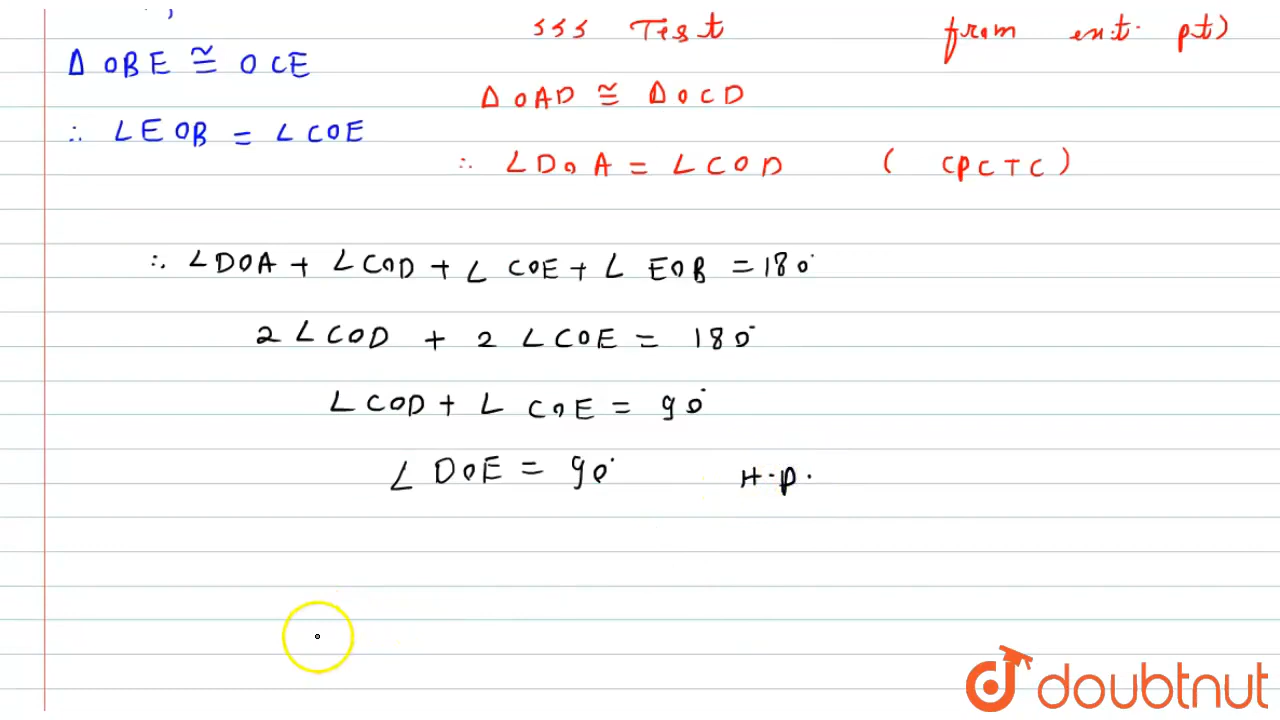 SSS Test
from ext. pt)
Δ OBE ≅ OCE
Δ OAD ≅ Δ OCD
∴ ∠EOB = ∠COE
∴ ∠DOA = ∠COD ( CPCTC )
∴ ∠DOA + ∠COD + ∠COE + ∠EOB = 180°
2 ∠COD + 2 ∠COE = 180°
∠COD + ∠COE = 90°
∠DOE = 90° H.P.
doubtnut